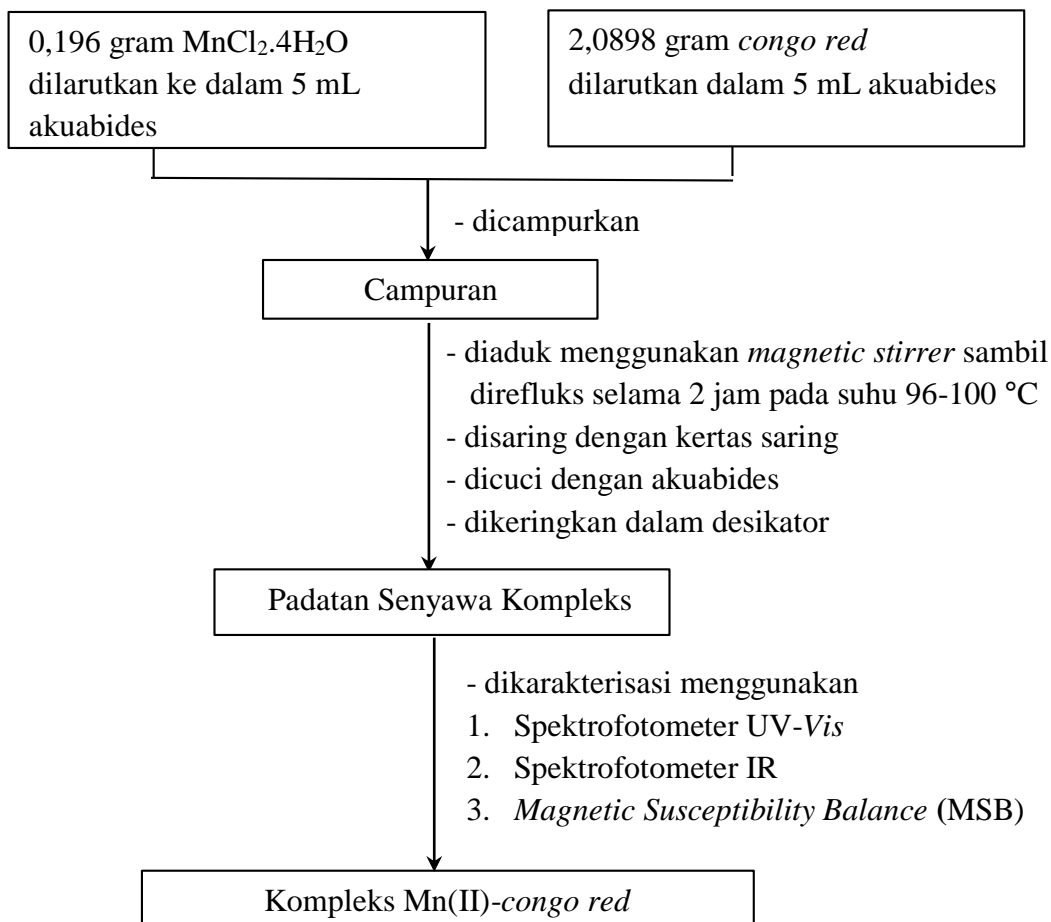 0,196 gram MnCl₂.4H₂O
dilarutkan ke dalam 5 mL
akuabides
2,0898 gram congo red
dilarutkan dalam 5 mL akuabides
- dicampurkan
Campuran
- diaduk menggunakan magnetic stirrer sambil
direfluks selama 2 jam pada suhu 96-100 °C
- disaring dengan kertas saring
- dicuci dengan akuabides
- dikeringkan dalam desikator
Padatan Senyawa Kompleks
- dikarakterisasi menggunakan
1. Spektrofotometer UV-Vis
2. Spektrofotometer IR
3. Magnetic Susceptibility Balance (MSB)
Kompleks Mn(II)-congo red